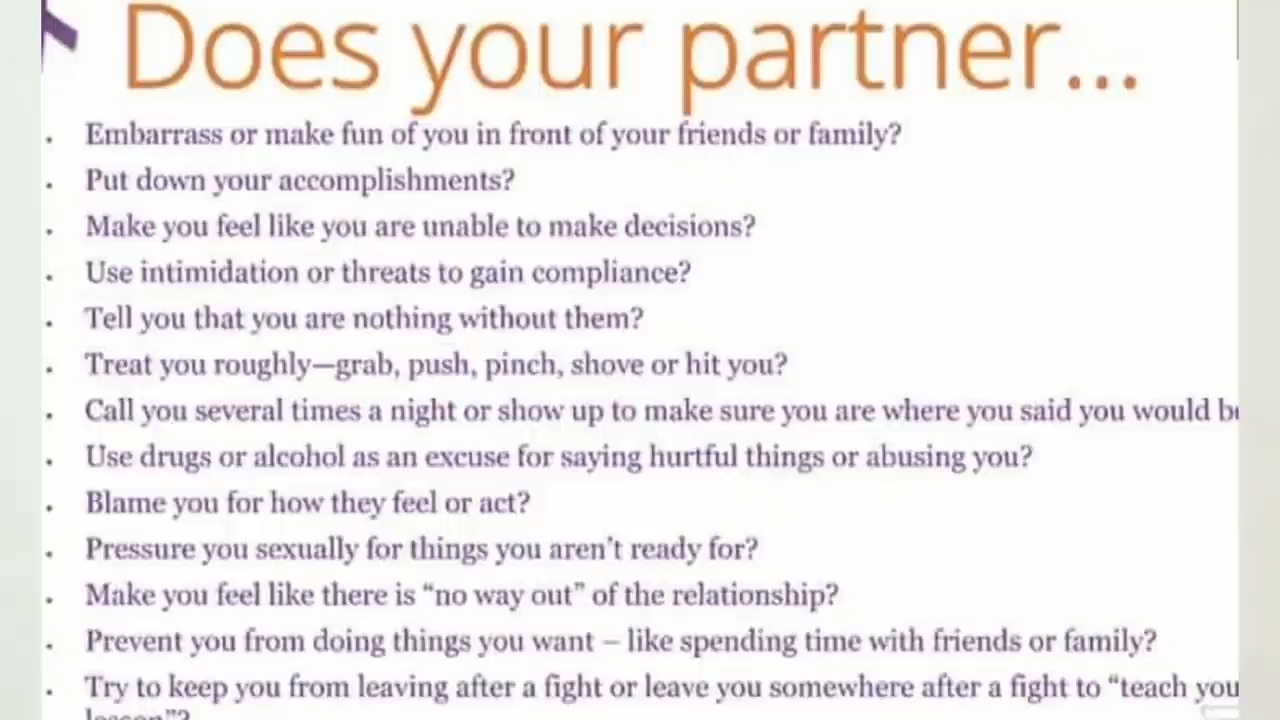 Does your partner...
Embarrass or make fun of you in front of your friends or family?
Put down your accomplishments?
Make you feel like you are unable to make decisions?
Use intimidation or threats to gain compliance?
Tell you that you are nothing without them?
Treat you roughly—grab, push, pinch, shove or hit you?
Call you several times a night or show up to make sure you are where you said you would
Use drugs or alcohol as an excuse for saying hurtful things or abusing you?
Blame you for how they feel or act?
Pressure you sexually for things you aren't ready for?
Make you feel like there is “no way out” of the relationship?
Prevent you from doing things you want – like spending time with friends or family?
Try to keep you from leaving after a fight or leave you somewhere after a fight to “teach you